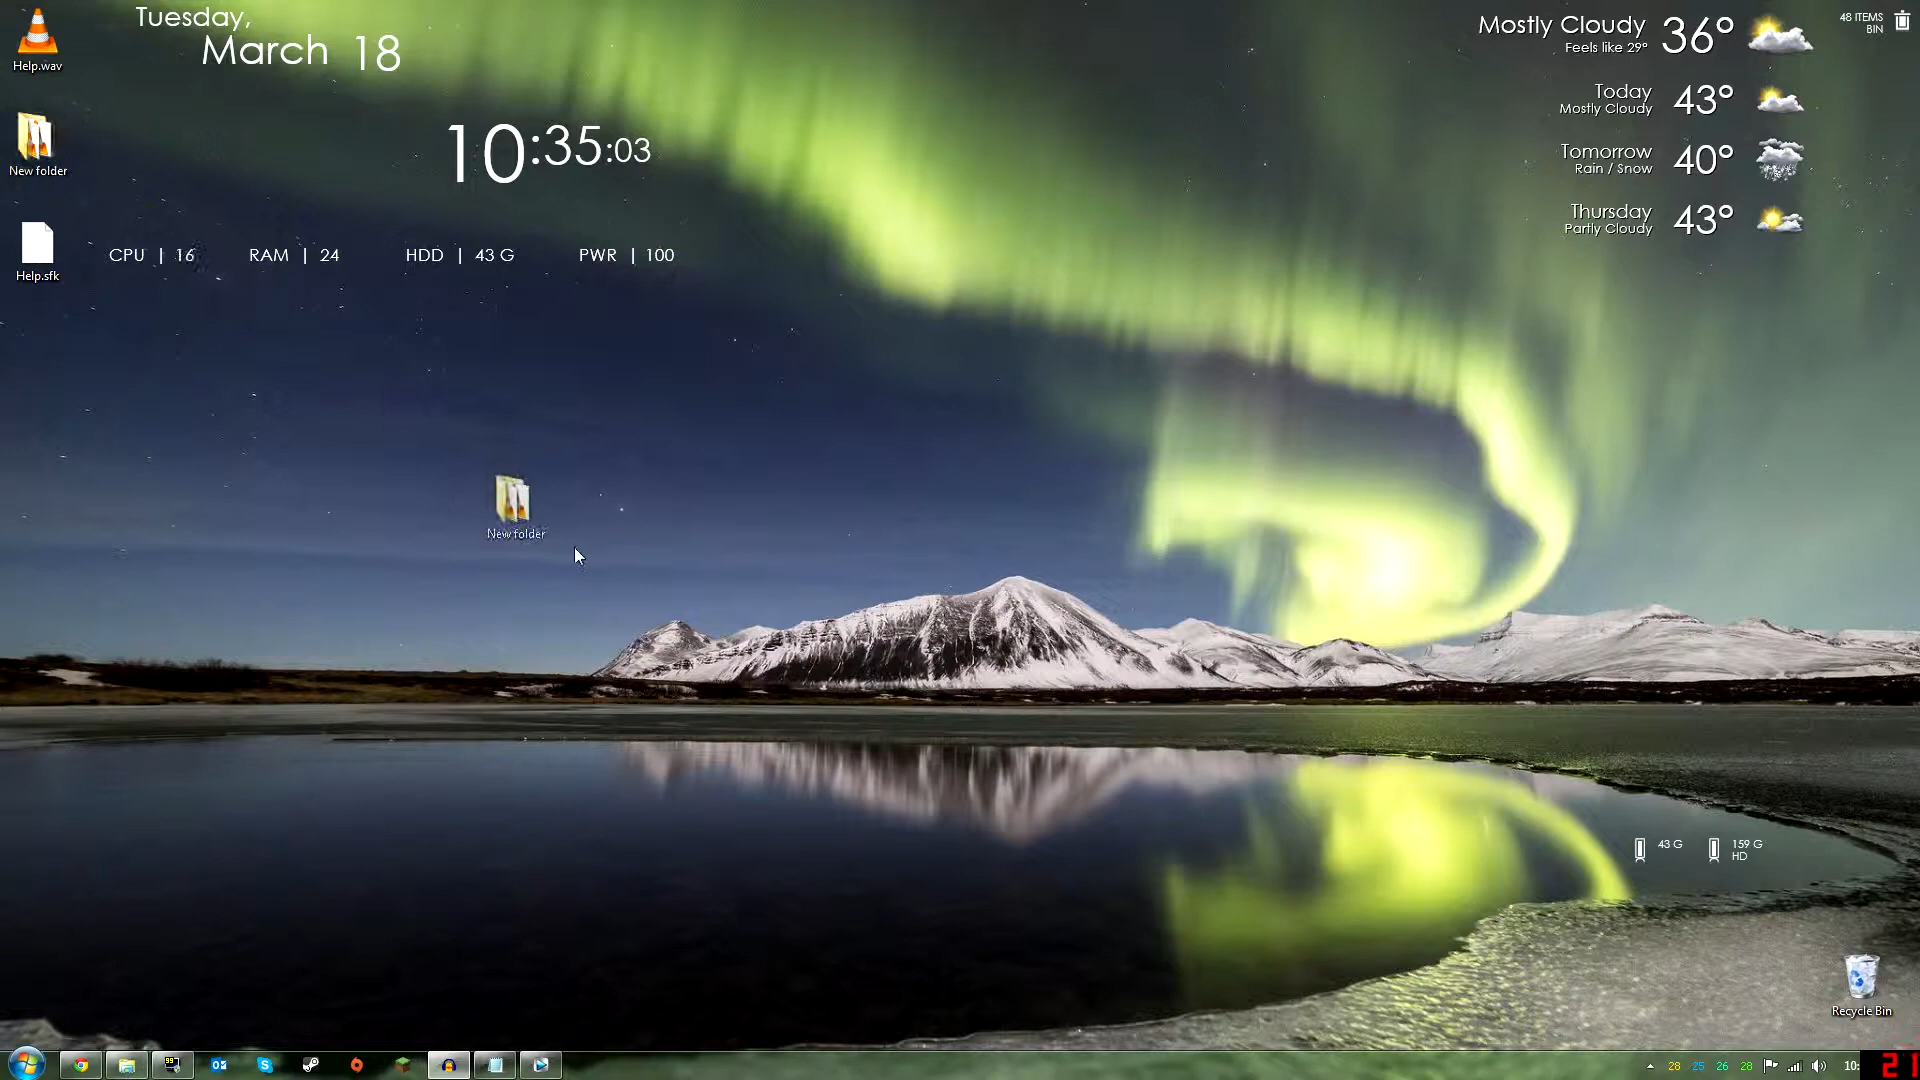 Tuesday,
March 18
10:35:03
CPU | 16 RAM | 24 HDD | 43 G PWR | 100
Help.wav
New folder
Help.sfk
New folder
Mostly Cloudy 36°
Feels like 29°
Today 43°
Mostly Cloudy
Tomorrow 40°
Rain / Snow
Thursday 43°
Partly Cloudy
48 ITEMS
BIN
43 G
159 G
HD
Recycle Bin
99
28 25 26 28 10: 21